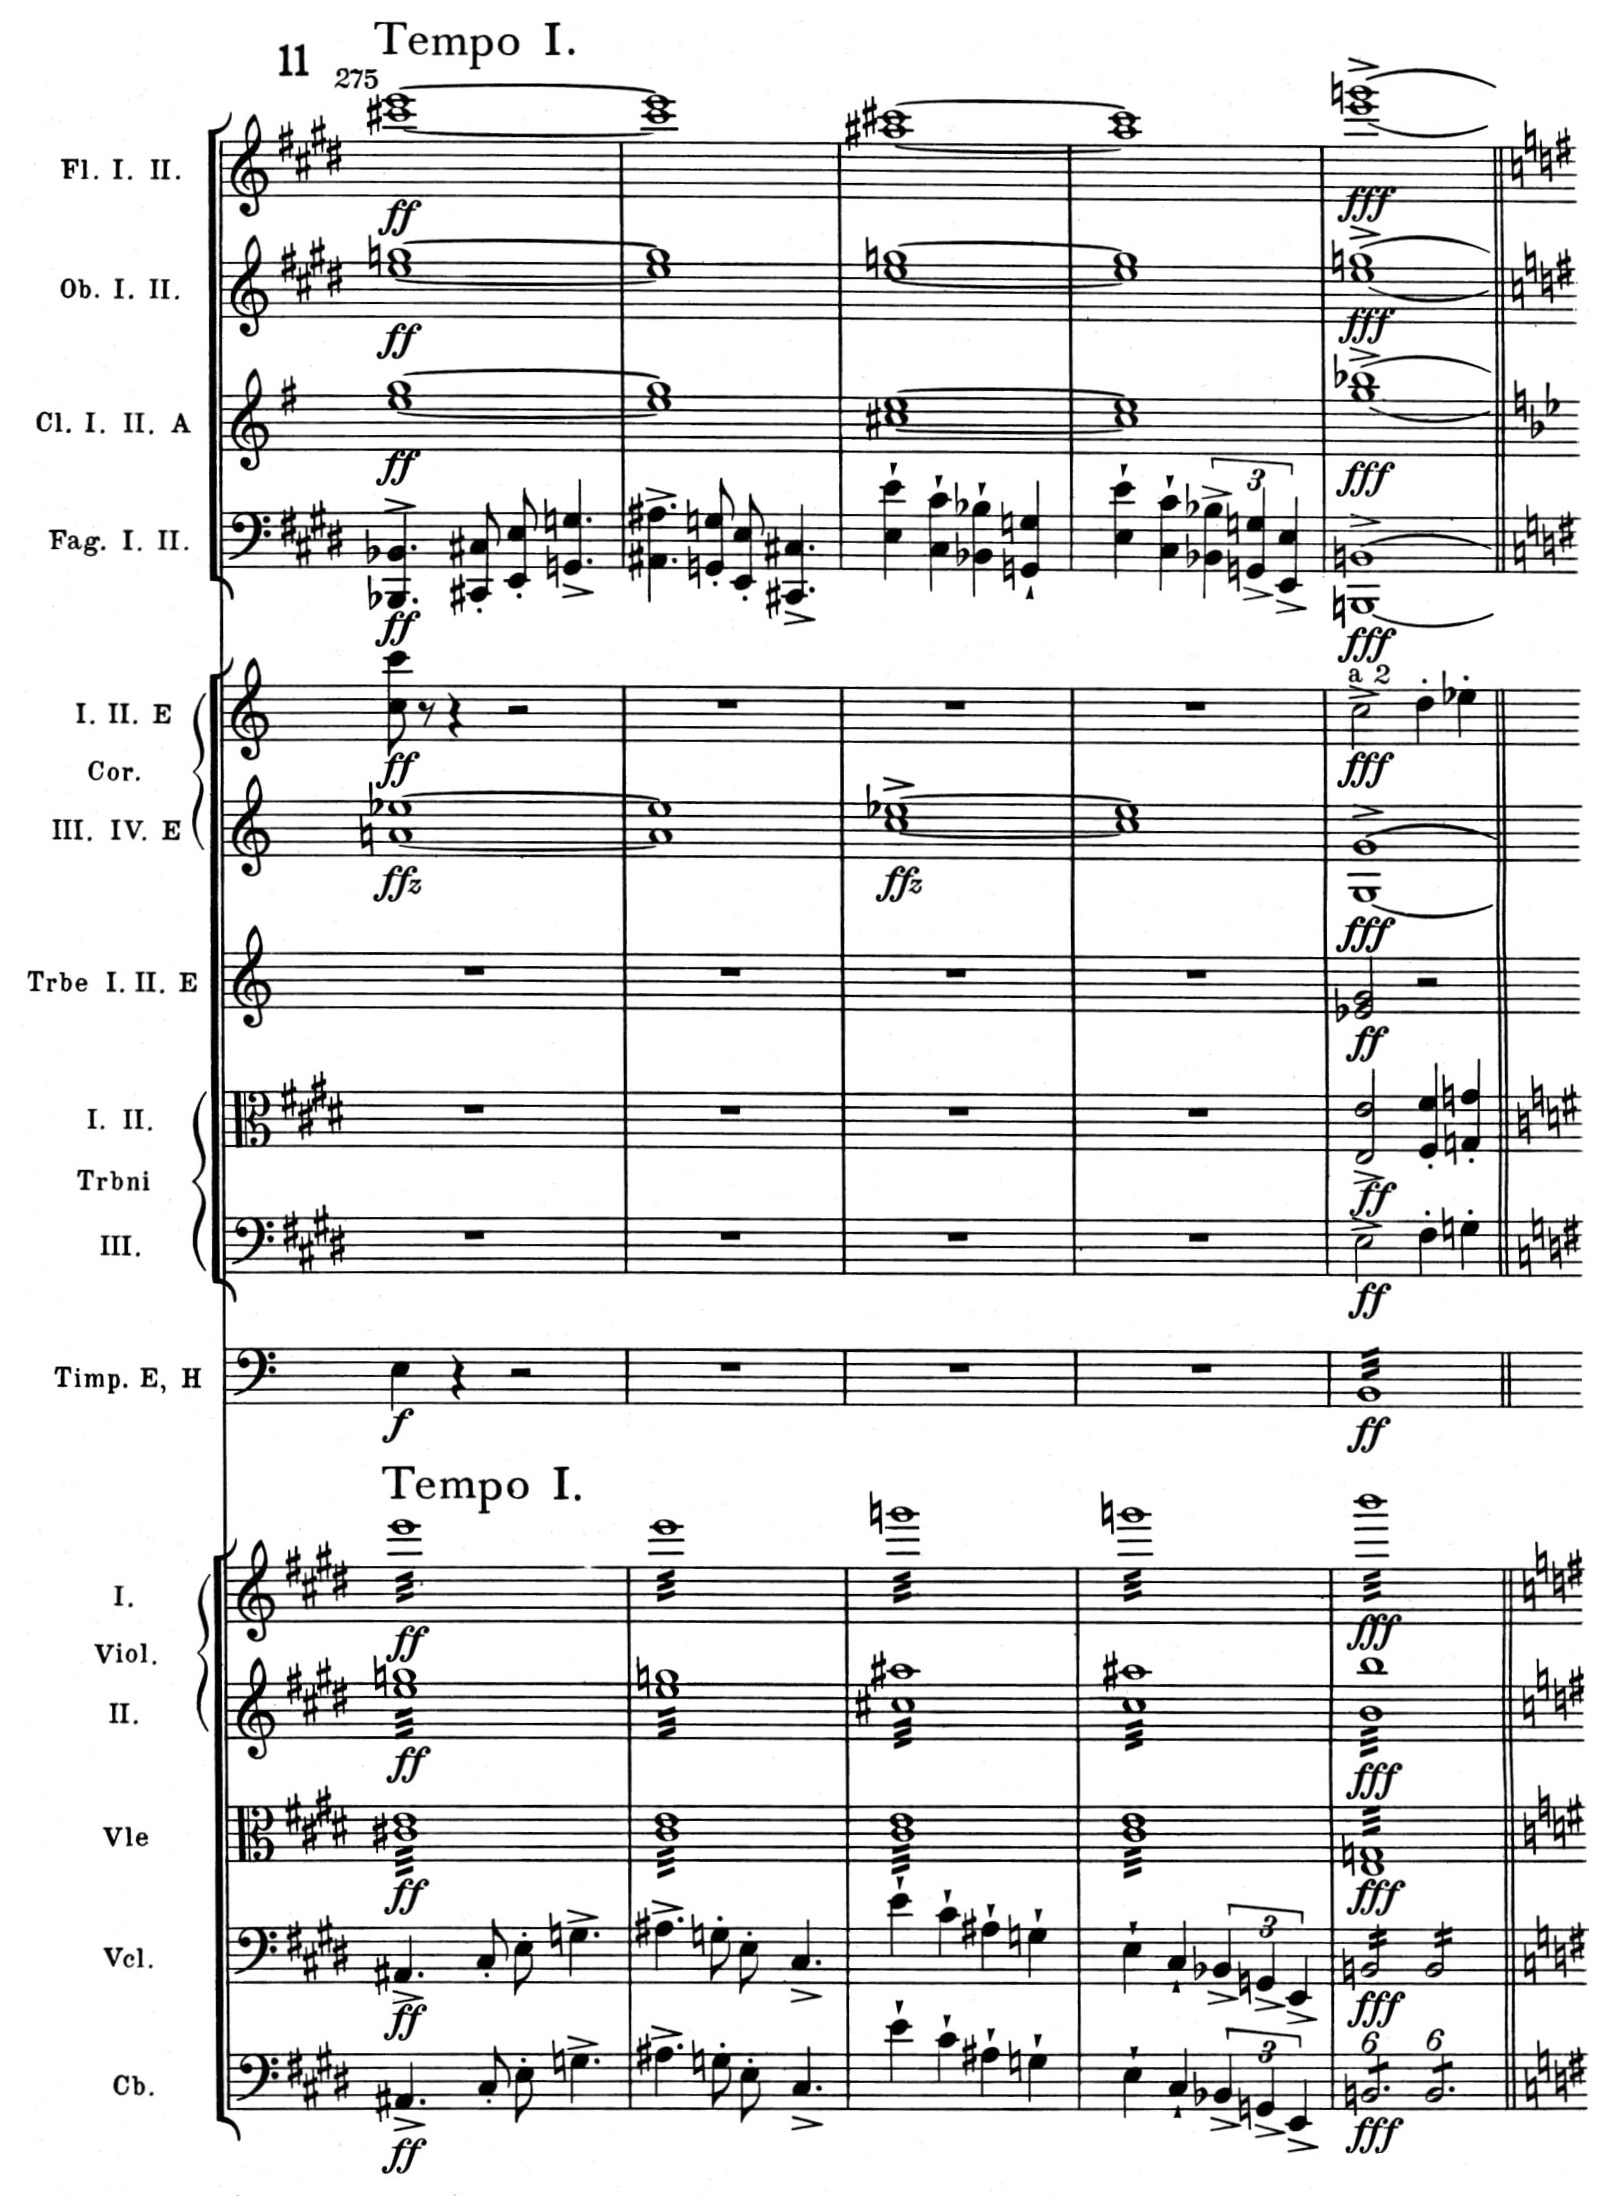 11 Tempo I.
275
Fl. I. II.
ff
fff
Ob. I. II.
ff
fff
Cl. I. II. A
ff
fff
3
Fag. I. II.
ff
fff
a 2
I. II. E
ff
fff
Cor.
III. IV. E
ffz
ffz
fff
Trbe I. II. E
ff
I. II.
ff
Trbni
III.
ff
Timp. E, H
f
ff
Tempo I.
I.
ff
fff
Viol.
II.
ff
fff
Vle
ff
fff
3
Vcl.
ff
fff
3
6 6
Cb.
ff
fff